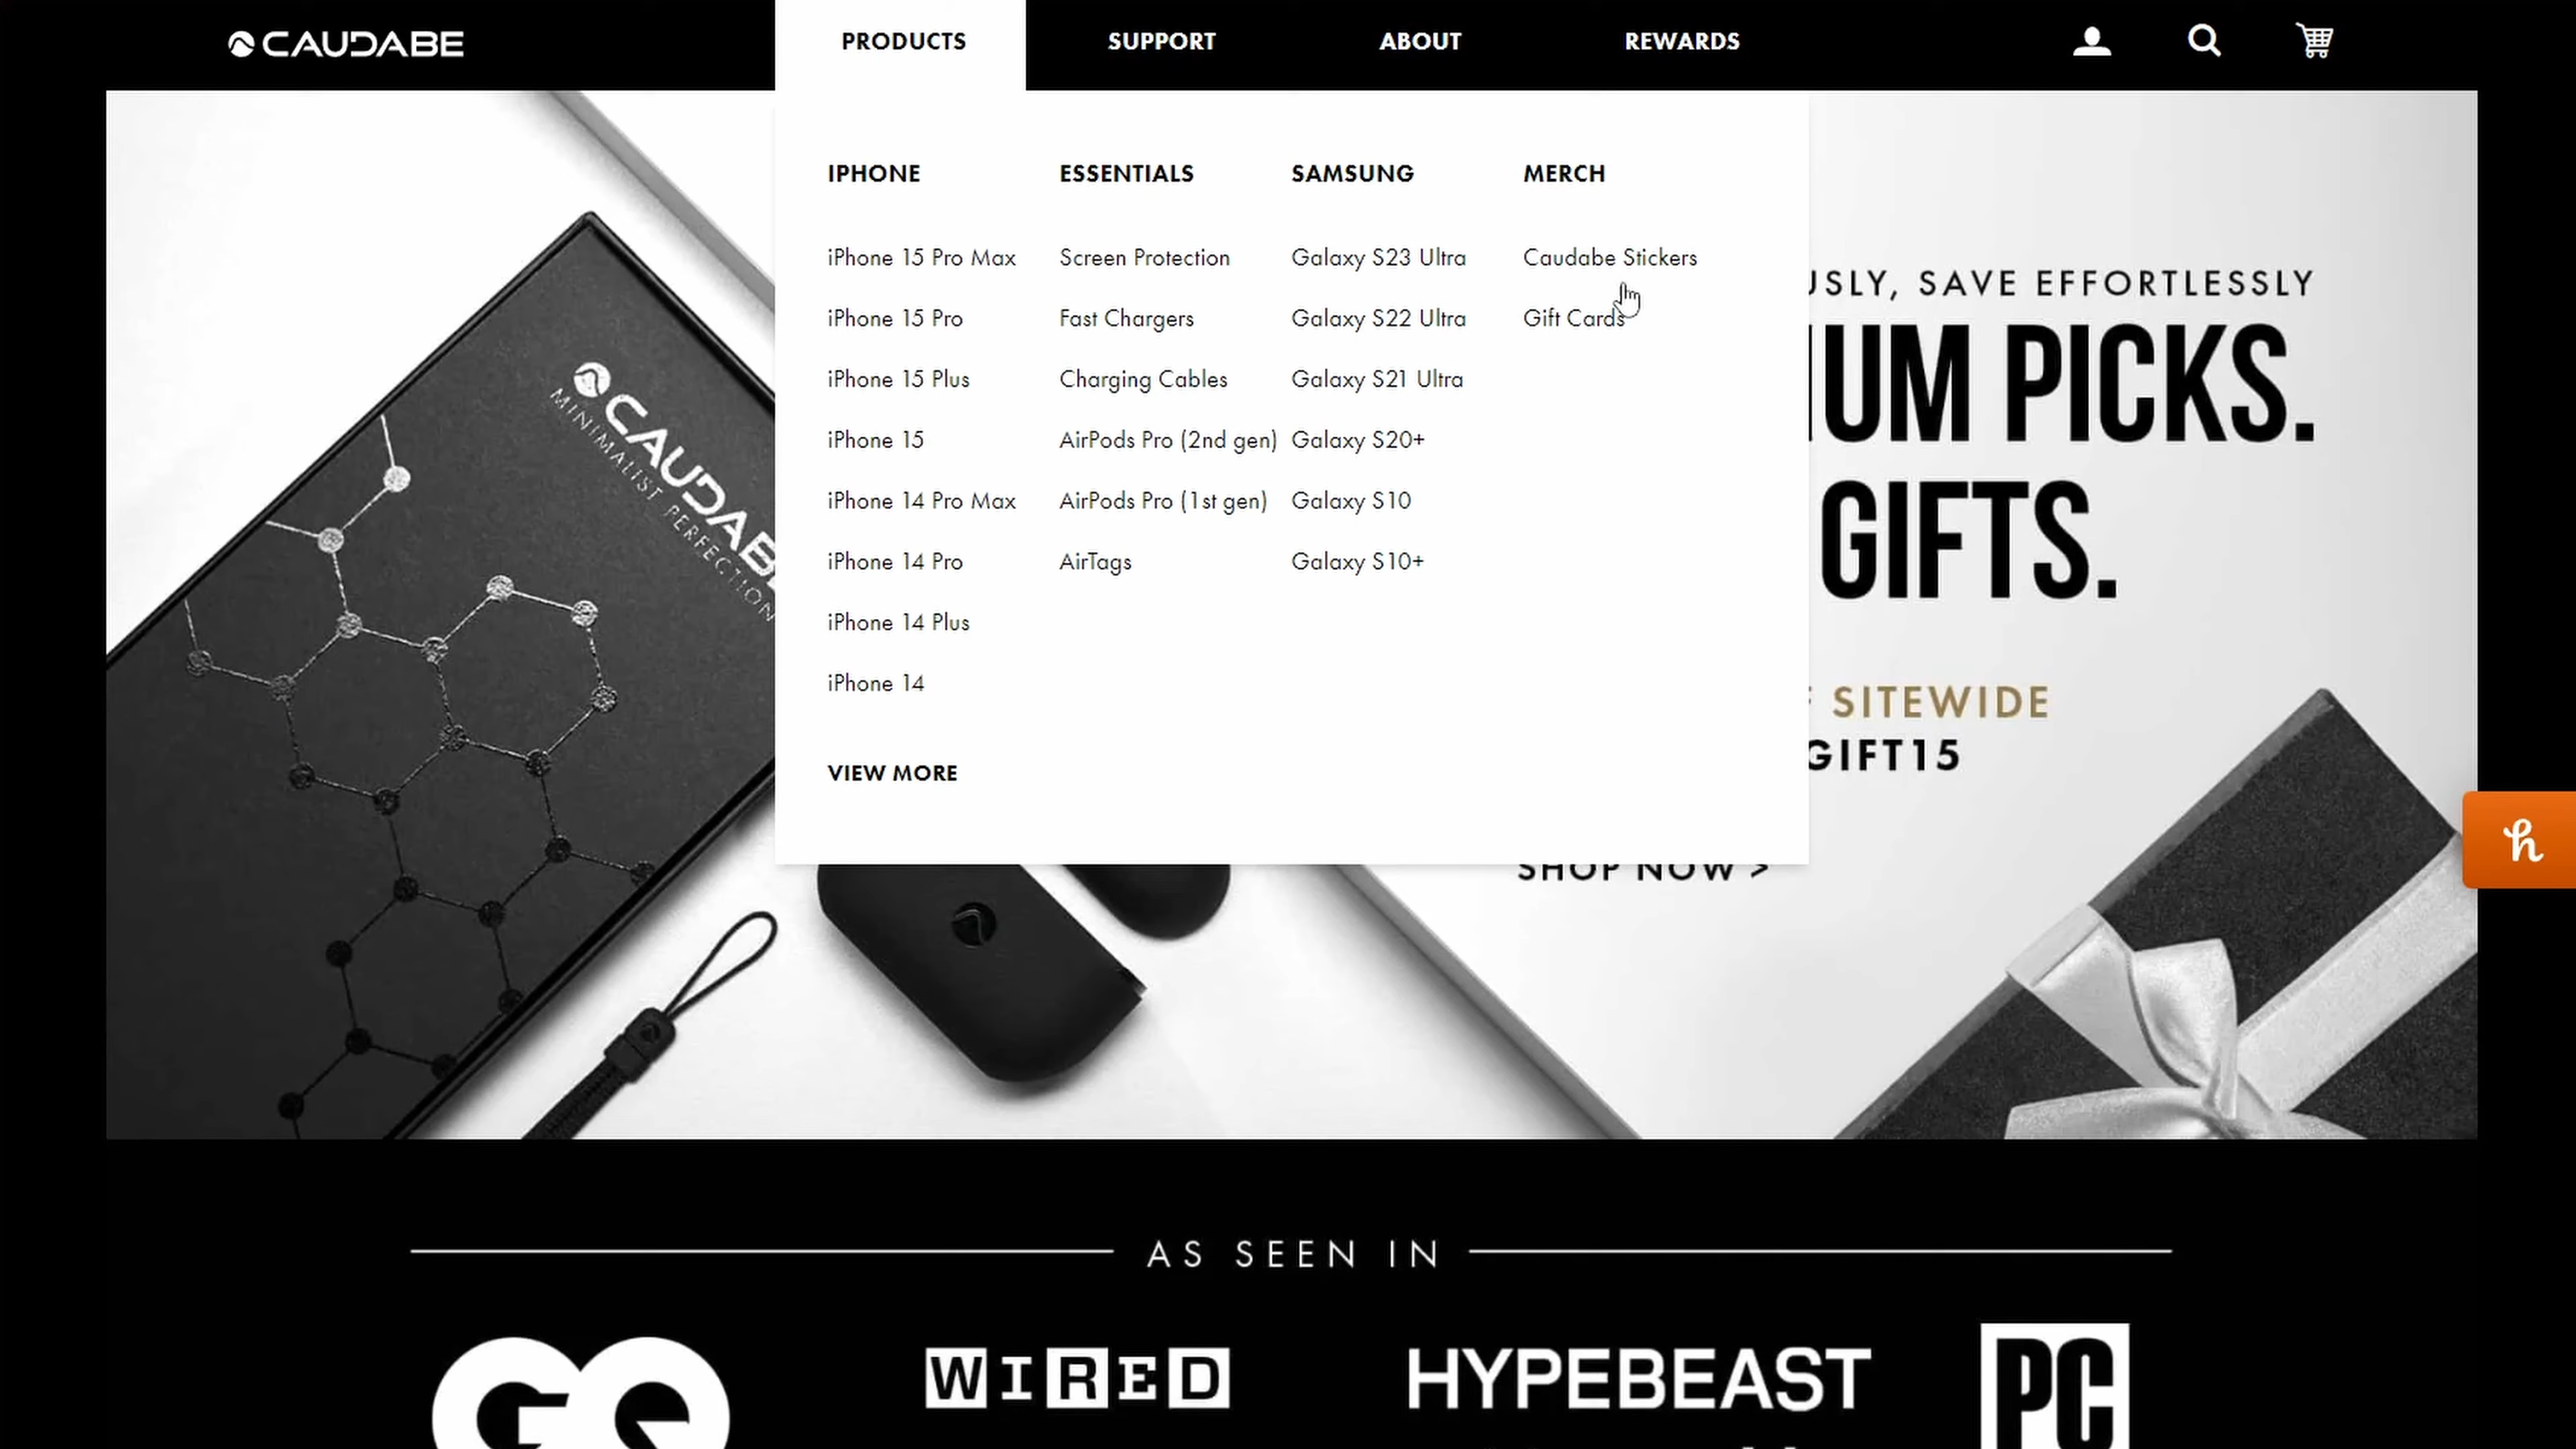 CAUDABE
PRODUCTS
SUPPORT
ABOUT
REWARDS
IPHONE
iPhone 15 Pro Max
iPhone 15 Pro
iPhone 15 Plus
iPhone 15
iPhone 14 Pro Max
iPhone 14 Pro
iPhone 14 Plus
iPhone 14
VIEW MORE
ESSENTIALS
Screen Protection
Fast Chargers
Charging Cables
AirPods Pro (2nd gen)
AirPods Pro (1st gen)
AirTags
SAMSUNG
Galaxy S23 Ultra
Galaxy S22 Ultra
Galaxy S21 Ultra
Galaxy S20+
Galaxy S10
Galaxy S10+
MERCH
Caudabe Stickers
Gift Cards
CAUDABE
MINIMALIST PERFECTION
SAVE EFFORTLESSLY
PICKS.
GIFTS.
SITEWIDE
GIFT15
SHOP NOW >
h
AS SEEN IN
GQ
WIRED
HYPEBEAST
PC